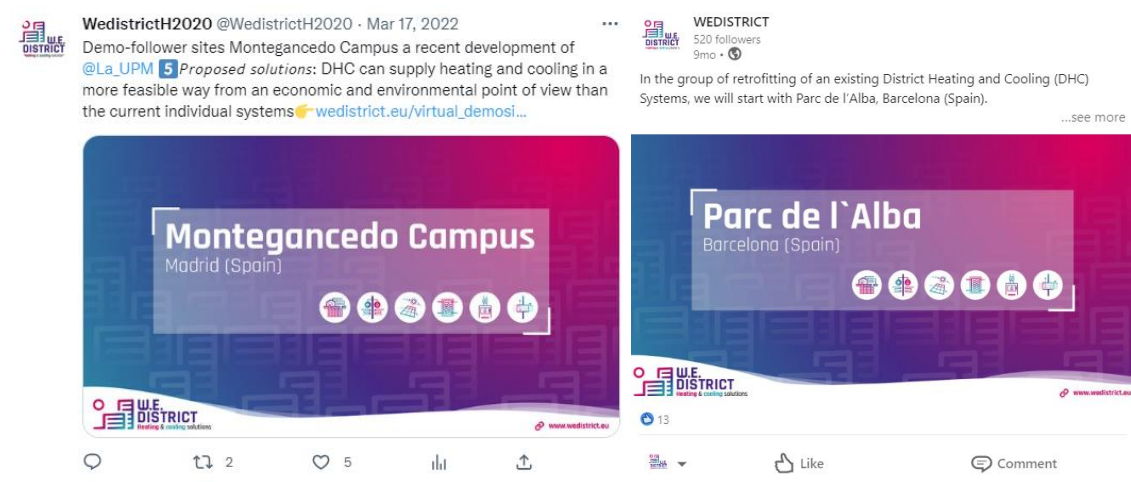 WedistrictH2020 @WedistrictH2020 · Mar 17, 2022 ...
Demo-follower sites Montegancedo Campus a recent development of
@La_UPM 5️⃣ Proposed solutions: DHC can supply heating and cooling in a
more feasible way from an economic and environmental point of view than
the current individual systems👉wedistrict.eu/virtual_demosi...
Montegancedo Campus
Madrid (Spain)
W.E.
DISTRICT
Heating & cooling solutions
www.wedistrict.eu
2
5
W.E.
DISTRICT
WEDISTRICT
520 followers
9mo •
In the group of retrofitting of an existing District Heating and Cooling (DHC)
Systems, we will start with Parc de l'Alba, Barcelona (Spain).
...see more
Parc de l`Alba
Barcelona (Spain)
W.E.
DISTRICT
Heating & cooling solutions
www.wedistrict.eu
13
Like
Comment
W.E.
DISTRICT